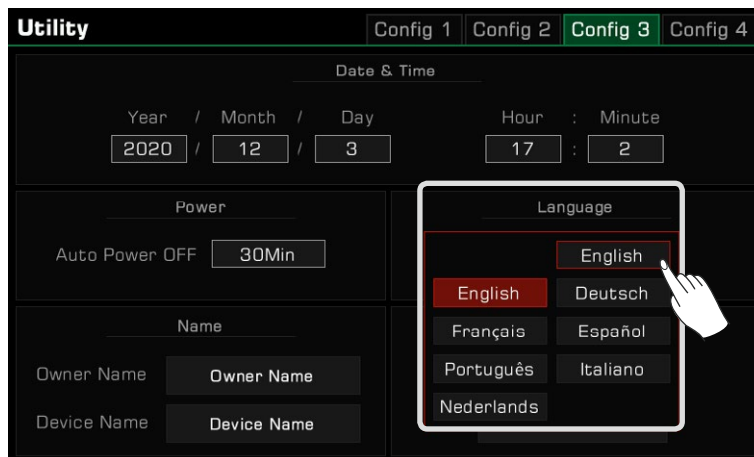 Utility Config 1 Config 2 Config 3 Config 4
Date & Time
Year / Month / Day Hour : Minute
2020 / 12 / 3 17 : 2
Power
Auto Power OFF 30Min
Language
English
English Deutsch
Français Español
Português Italiano
Nederlands
Name
Owner Name Owner Name
Device Name Device Name